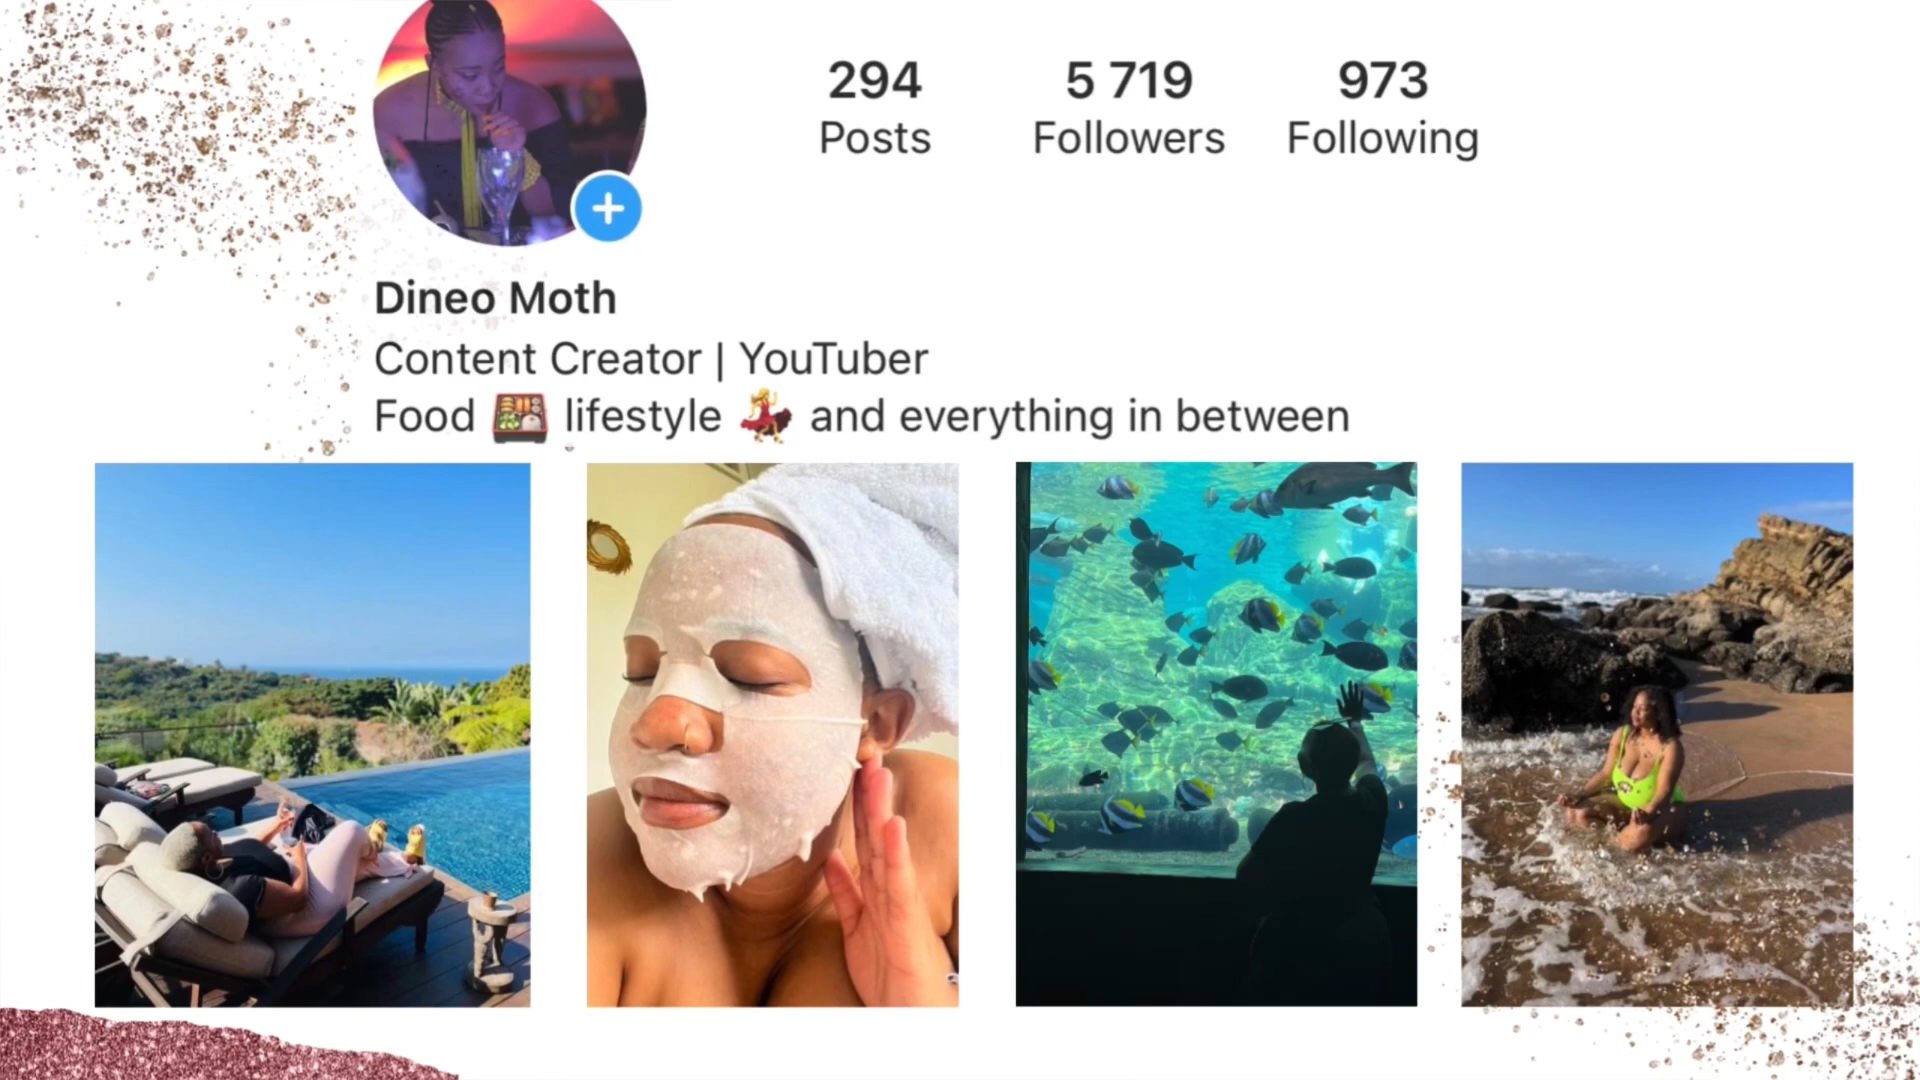 294 5 719 973
Posts Followers Following
Dineo Moth
Content Creator | YouTuber
Food 🍱 lifestyle 💃 and everything in between